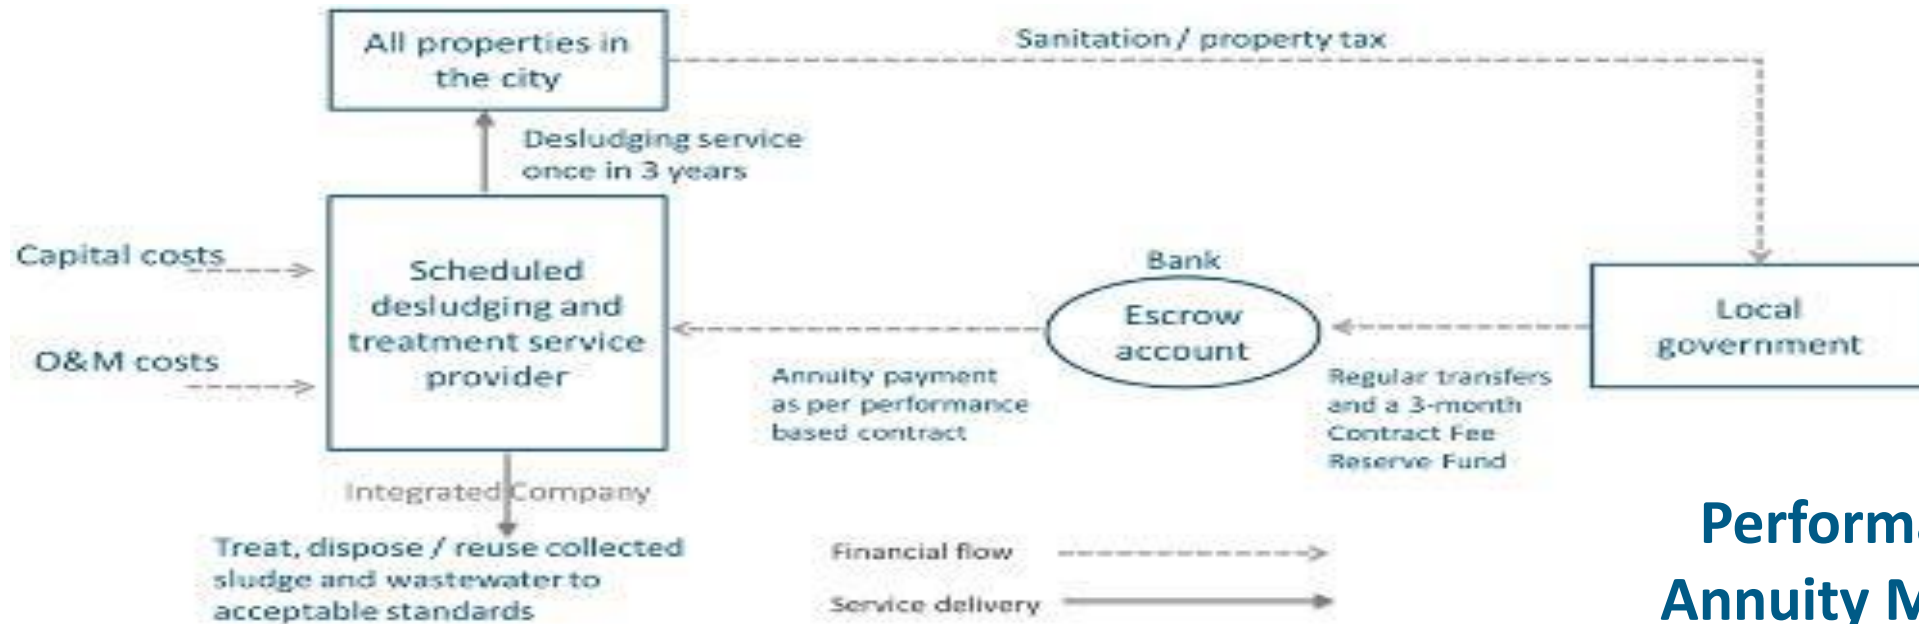 All properties in
the city
Sanitation / property tax
Desludging service
once in 3 years
Capital costs
O&M costs
Scheduled
desludging and
treatment service
provider
Bank
Escrow
account
Local
government
Annuity payment
as per performance
based contract
Regular transfers
and a 3-month
Contract Fee
Reserve Fund
Integrated Company
Treat, dispose / reuse collected
sludge and wastewater to
acceptable standards
Financial flow
Service delivery
Perform
Annuity